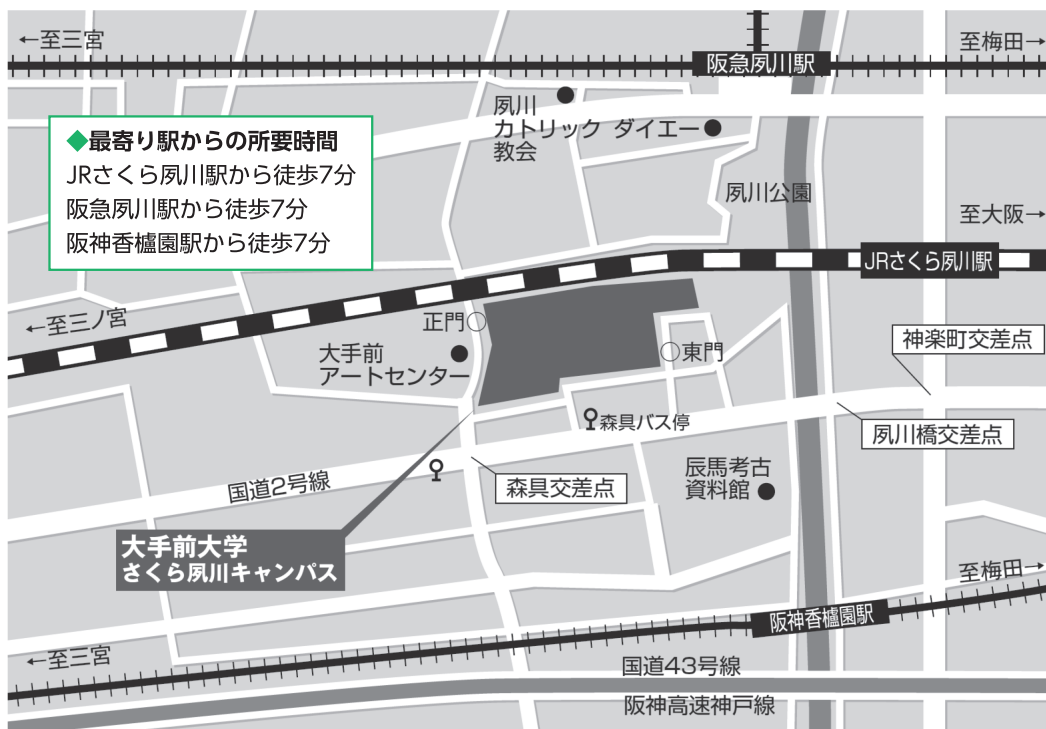 ←至三宮
至梅田→
阪急夙川駅
夙川
カトリック
教会
ダイエー
◆最寄り駅からの所要時間
JRさくら夙川駅から徒歩7分
阪急夙川駅から徒歩7分
阪神香櫨園駅から徒歩7分
夙川公園
至大阪→
JRさくら夙川駅
←至三ノ宮
正門
大手前
アートセンター
東門
神楽町交差点
森具バス停
夙川橋交差点
国道2号線
森具交差点
辰馬考古
資料館
大手前大学
さくら夙川キャンパス
至梅田→
阪神香櫨園駅
←至三宮
国道43号線
阪神高速神戸線